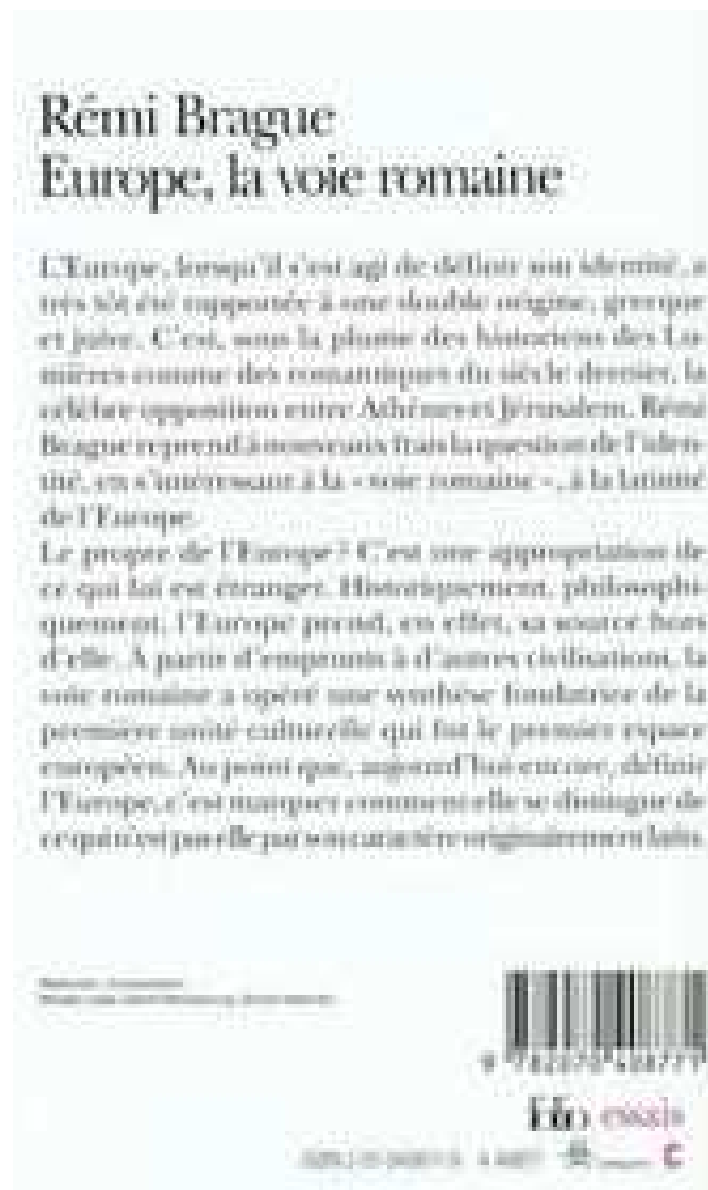 Rémi Brague
Europe, la voie romaine
L'Europe, lorsqu'il s'est agi de définir son identité, a
très tôt été rapportée à une double origine, grecque
et juive. C'est, sous la plume des historiens des Lu-
mières comme des romantiques du siècle dernier, la
célèbre opposition entre Athènes et Jérusalem. Rémi
Brague reprend à nouveaux frais la question de l'iden-
tité, en s'intéressant à la « voie romaine », à la latinité
de l'Europe.
Le propre de l'Europe ? C'est une appropriation de
ce qui lui est étranger. Historiquement, philosophi-
quement, l'Europe prend, en effet, sa source hors
d'elle. À partir d'emprunts à d'autres civilisations, la
voie romaine a opéré une synthèse fondatrice de la
première unité culturelle qui fut le premier espace
européen. Au point que, aujourd'hui encore, définir
l'Europe, c'est marquer comment elle se distingue de
ce qui n'est pas elle par son caractère originairement latin.
folio essais